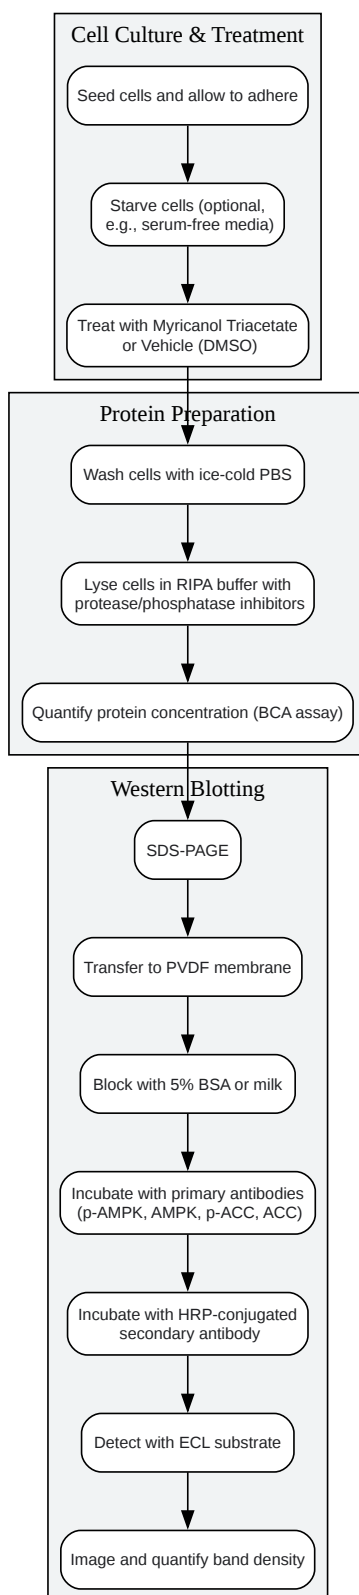 Cell Culture & Treatment
Seed cells and allow to adhere
Starve cells (optional,
e.g., serum-free media)
Treat with Myricanol Triacetate
or Vehicle (DMSO)
Protein Preparation
Wash cells with ice-cold PBS
Lyse cells in RIPA buffer with
protease/phosphatase inhibitors
Quantify protein concentration (BCA assay)
Western Blotting
SDS-PAGE
Transfer to PVDF membrane
Block with 5% BSA or milk
Incubate with primary antibodies
(p-AMPK, AMPK, p-ACC, ACC)
Incubate with HRP-conjugated
secondary antibody
Detect with ECL substrate
Image and quantify band density